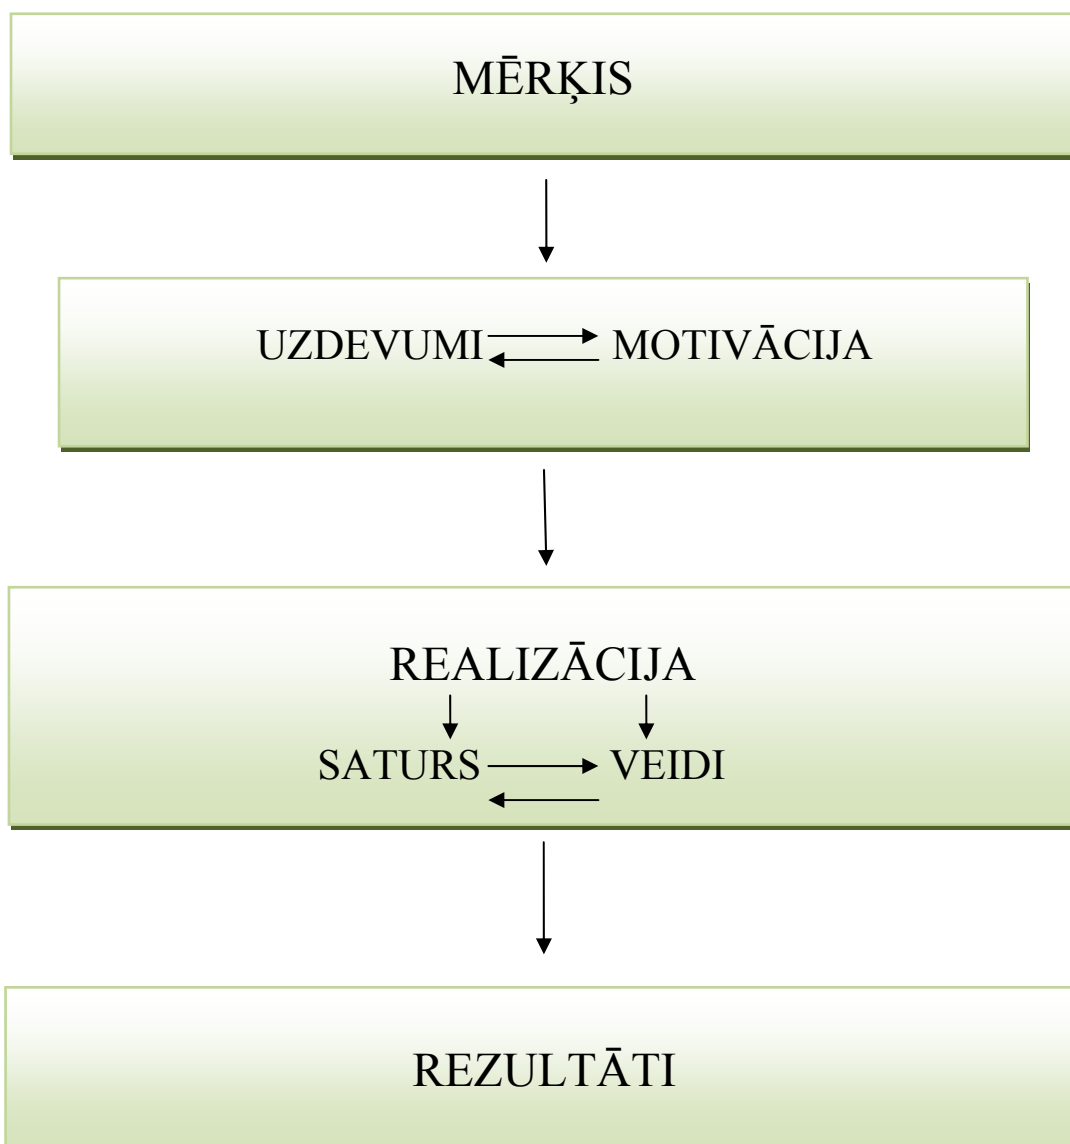 MĒRĶIS
UZDEVUMI MOTIVĀCIJA
REALIZĀCIJA
SATURS VEIDI
REZULTĀTI